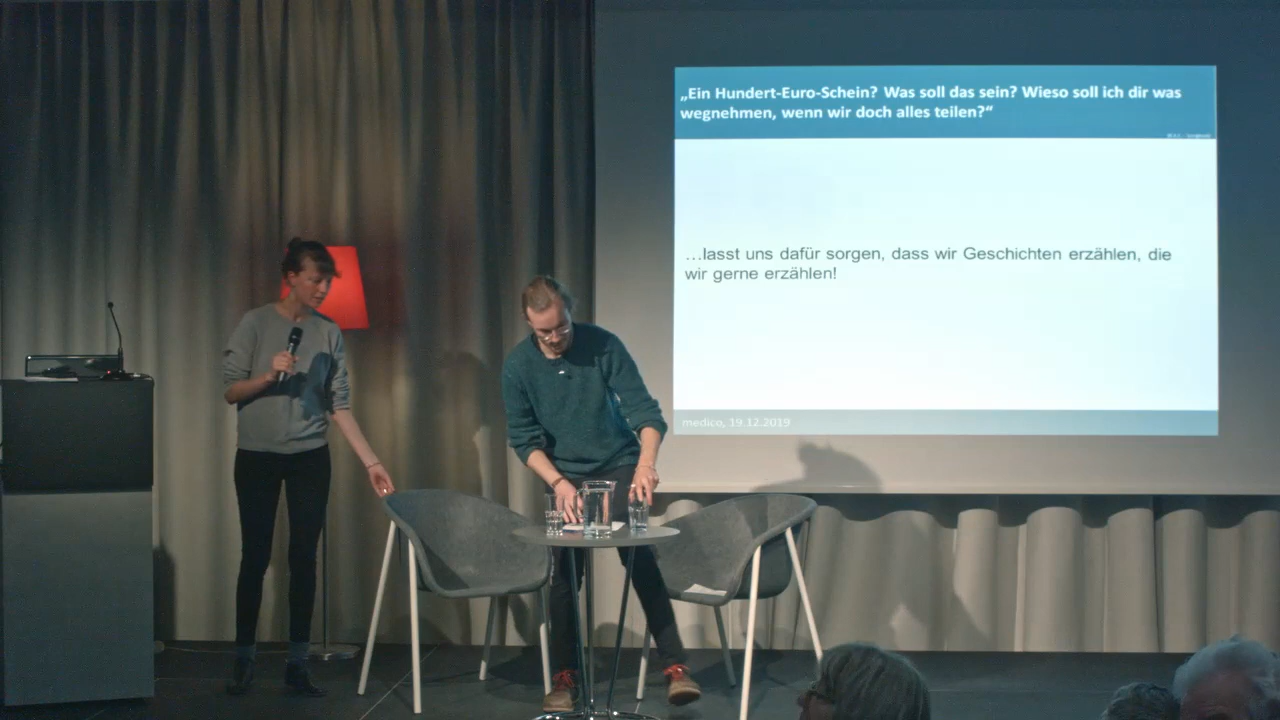 „Ein Hundert-Euro-Schein? Was soll das sein? Wieso soll ich dir was
wegnehmen, wenn wir doch alles teilen?“
…lasst uns dafür sorgen, dass wir Geschichten erzählen, die
wir gerne erzählen!
medico, 19.12.2019